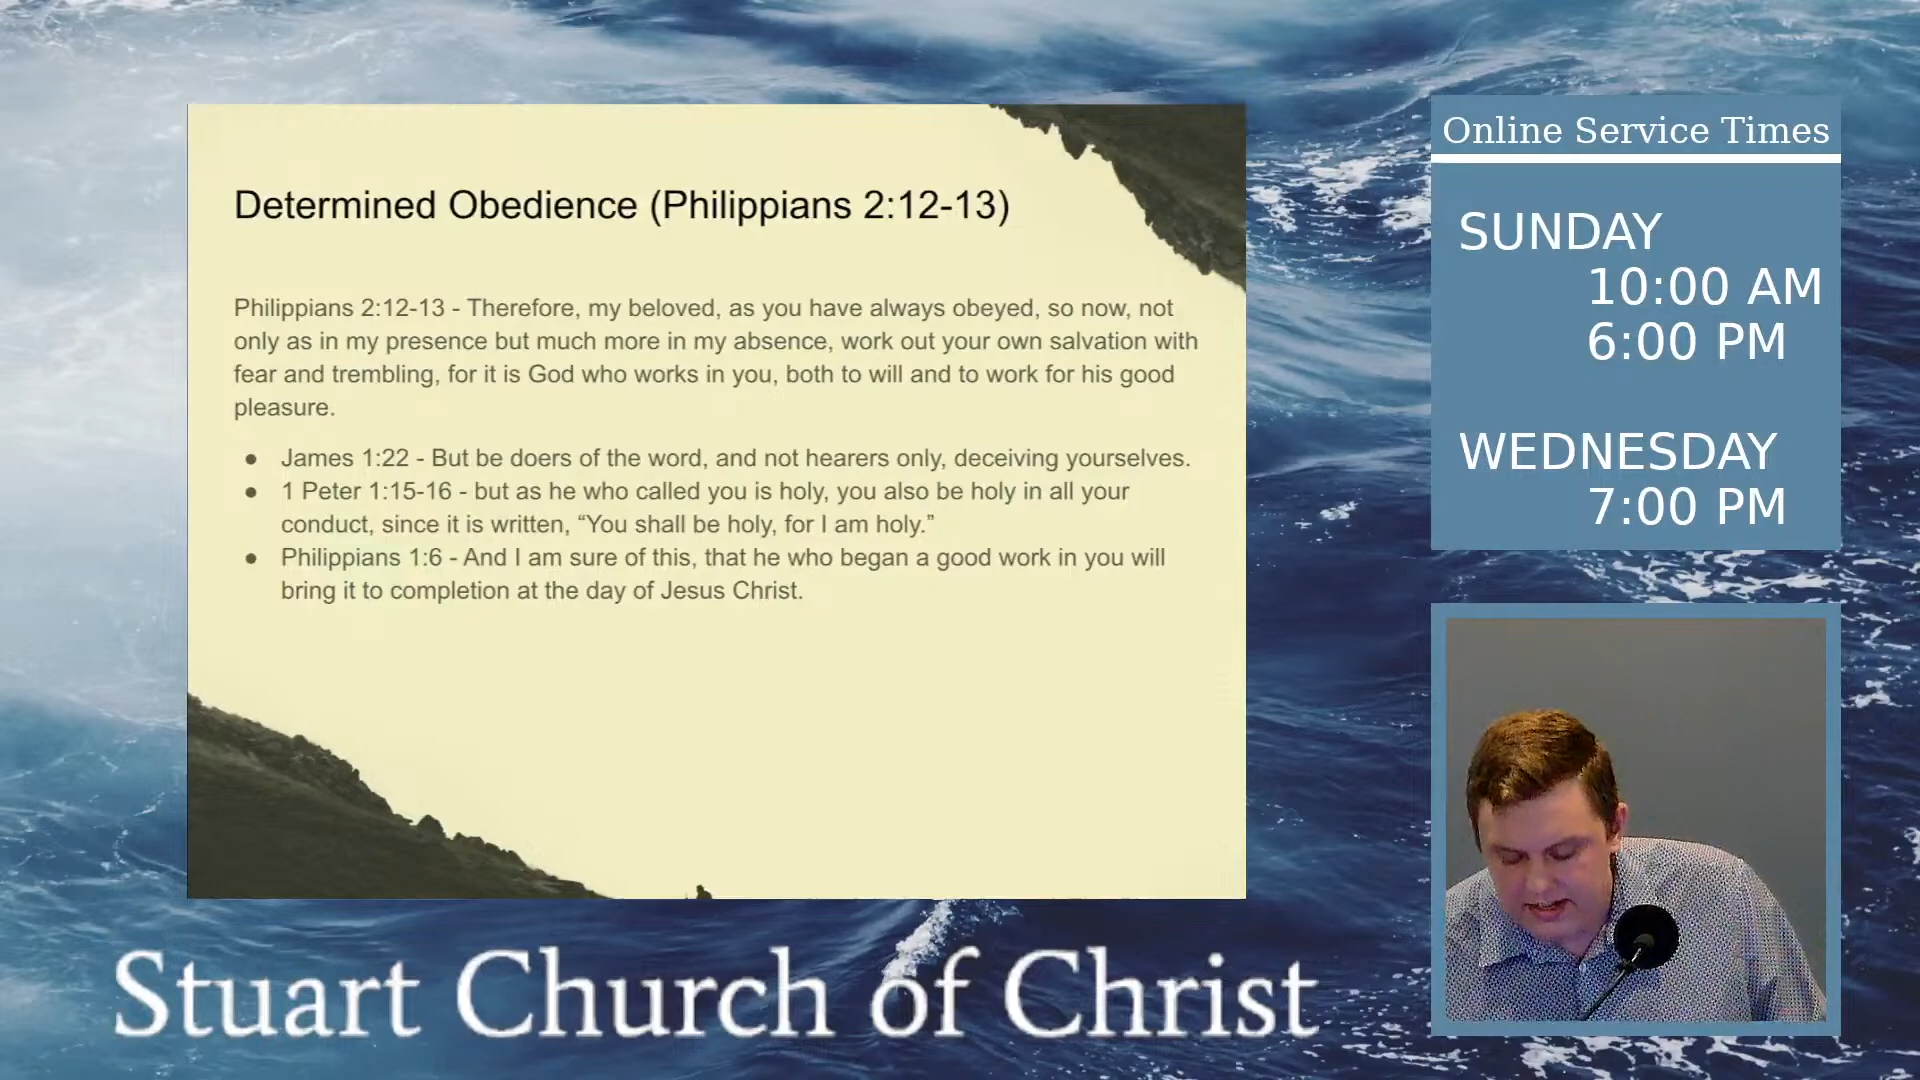 Determined Obedience (Philippians 2:12-13)
Philippians 2:12-13 - Therefore, my beloved, as you have always obeyed, so now, not
only as in my presence but much more in my absence, work out your own salvation with
fear and trembling, for it is God who works in you, both to will and to work for his good
pleasure.
● James 1:22 - But be doers of the word, and not hearers only, deceiving yourselves.
● 1 Peter 1:15-16 - but as he who called you is holy, you also be holy in all your
conduct, since it is written, “You shall be holy, for I am holy.”
● Philippians 1:6 - And I am sure of this, that he who began a good work in you will
bring it to completion at the day of Jesus Christ.
Online Service Times
SUNDAY
10:00 AM
6:00 PM
WEDNESDAY
7:00 PM
Stuart Church of Christ